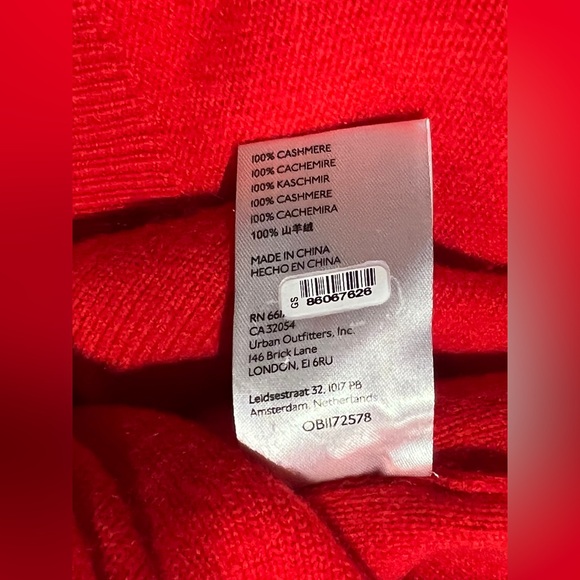 100% CASHMERE
100% CACHEMIRE
100% KASCHMIR
100% CASHMERE
100% CACHEMIRA
100% 山羊绒
MADE IN CHINA
HECHO EN CHINA
GS 86067626
RN
CA 32054
Urban Outfitters, Inc.
146 Brick Lane
LONDON, E1 6RU
Leidsestraat 32, 1017 PB
Amsterdam, Netherlands
OB1172578